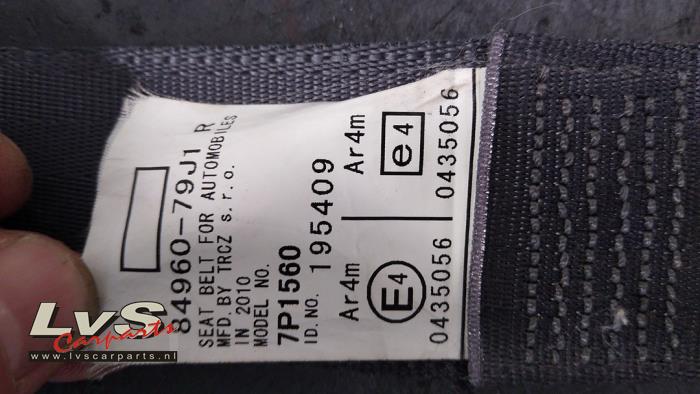 84960-79J1 R
SEAT BELT FOR AUTOMOBILES
MFD. BY TRCZ s.r.o.
IN 2010
MODEL NO.
7P1560
ID.NO. 195409
Ar4m Ar4m
E4 e4
0435056 0435056
LvS
Carparts
www.lvscarparts.nl